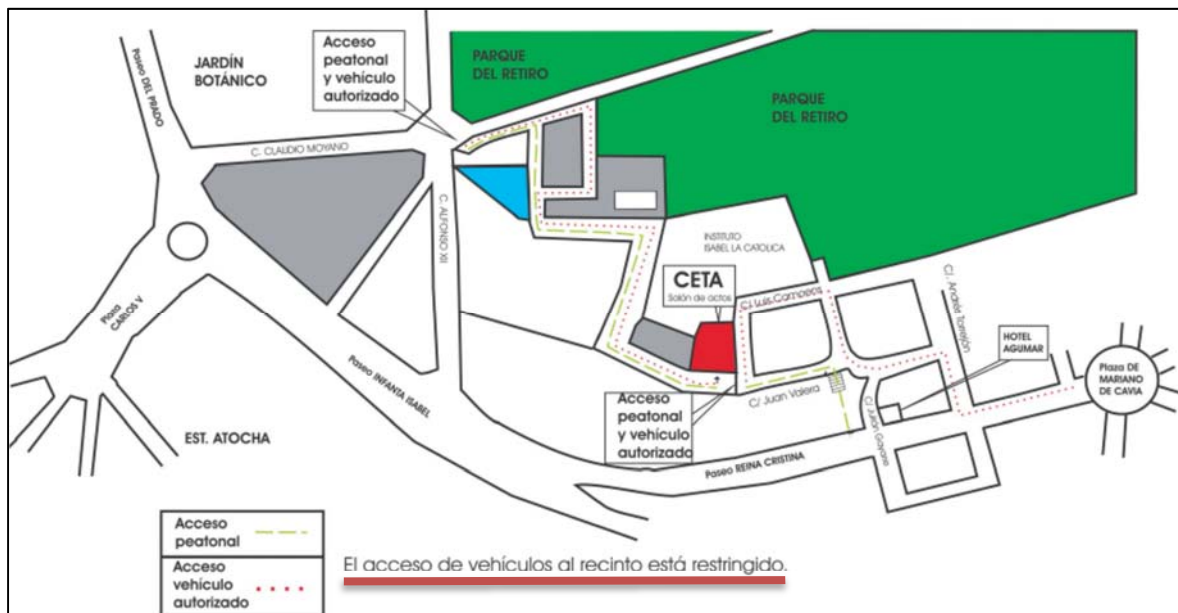 Paseo DEL PRADO
JARDÍN
BOTÁNICO
Acceso
peatonal
y vehículo
autorizado
PARQUE
DEL RETIRO
PARQUE
DEL RETIRO
C. CLAUDIO MOYANO
C. ALFONSO XII
INSTITUTO
ISABEL LA CATOLICA
CETA
Salón de actos
C/ Luis Camoens
C/. Andrés Torrejón
HOTEL
AGUMAR
Plaza DE
MARIANO
DE CAVIA
Plaza
CARLOS V
Paseo INFANTA ISABEL
Acceso
peatonal
y vehículo
autorizado
C/ Juan Valera
C/ Julián Gayarre
EST. ATOCHA
Paseo REINA CRISTINA
Acceso
peatonal
Acceso
vehículo
autorizado
El acceso de vehículos al recinto está restringido.